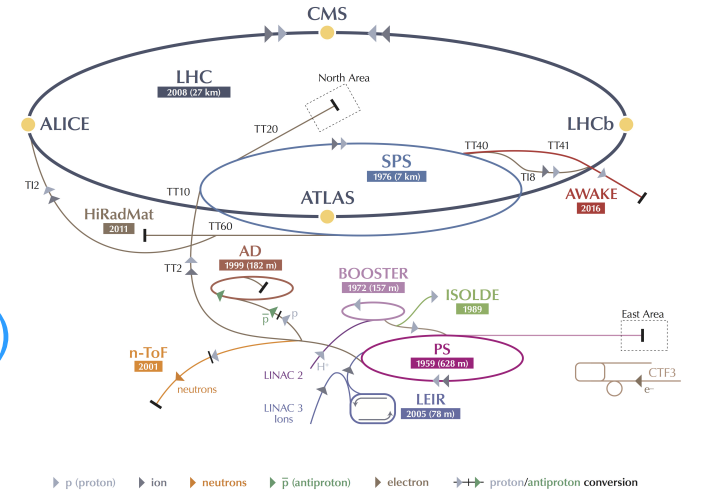 CMS
LHC
2008 (27 km)
North Area
ALICE
LHCb
TT20
TT40
TT41
SPS
1976 (7 km)
TI8
TI2
TT10
ATLAS
AWAKE
2016
HiRadMat
2011
TT60
AD
1999 (182 m)
TT2
BOOSTER
1972 (157 m)
ISOLDE
1989
p
p̅
East Area
n-ToF
2001
PS
1959 (628 m)
H⁺
LINAC 2
neutrons
CTF3
e⁻
LEIR
2005 (78 m)
LINAC 3
Ions
p (proton) ion neutrons p̅ (antiproton) electron proton/antiproton conversion